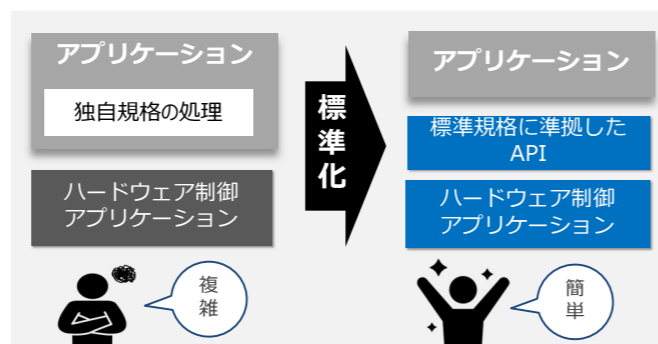 アプリケーション
独自規格の処理
ハードウェア制御
アプリケーション
複
雑
標
準
化
アプリケーション
標準規格に準拠した
API
ハードウェア制御
アプリケーション
簡
単